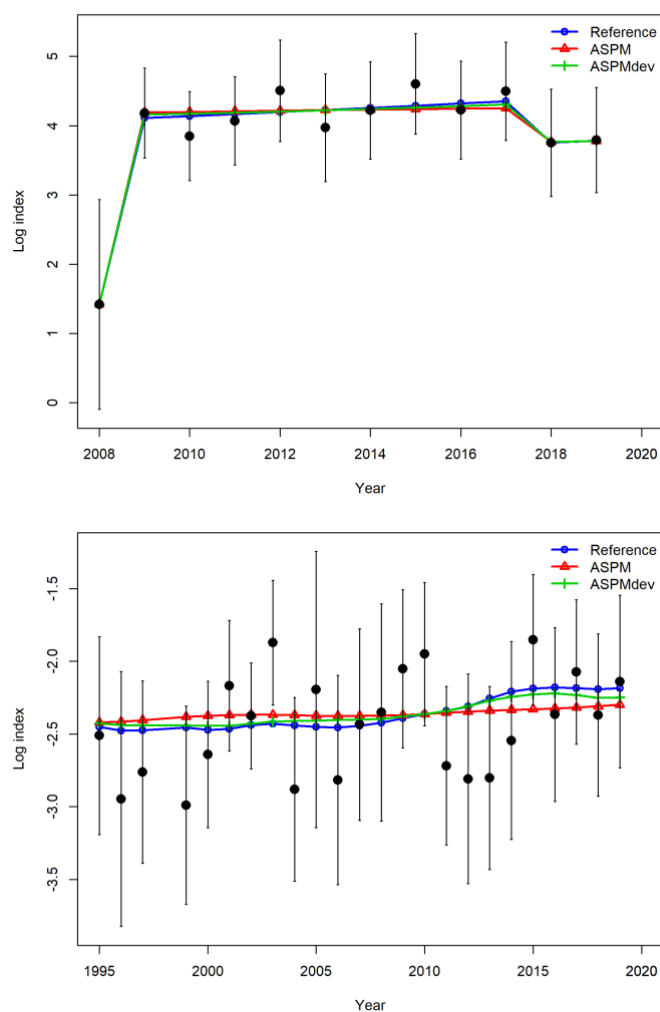 Reference
ASPM
ASPMdev
5
4
3
2
1
0
Log index
2008
2010
2012
2014
2016
2018
2020
Year
Reference
ASPM
ASPMdev
-1.5
-2.0
-2.5
-3.0
-3.5
Log index
1995
2000
2005
2010
2015
2020
Year